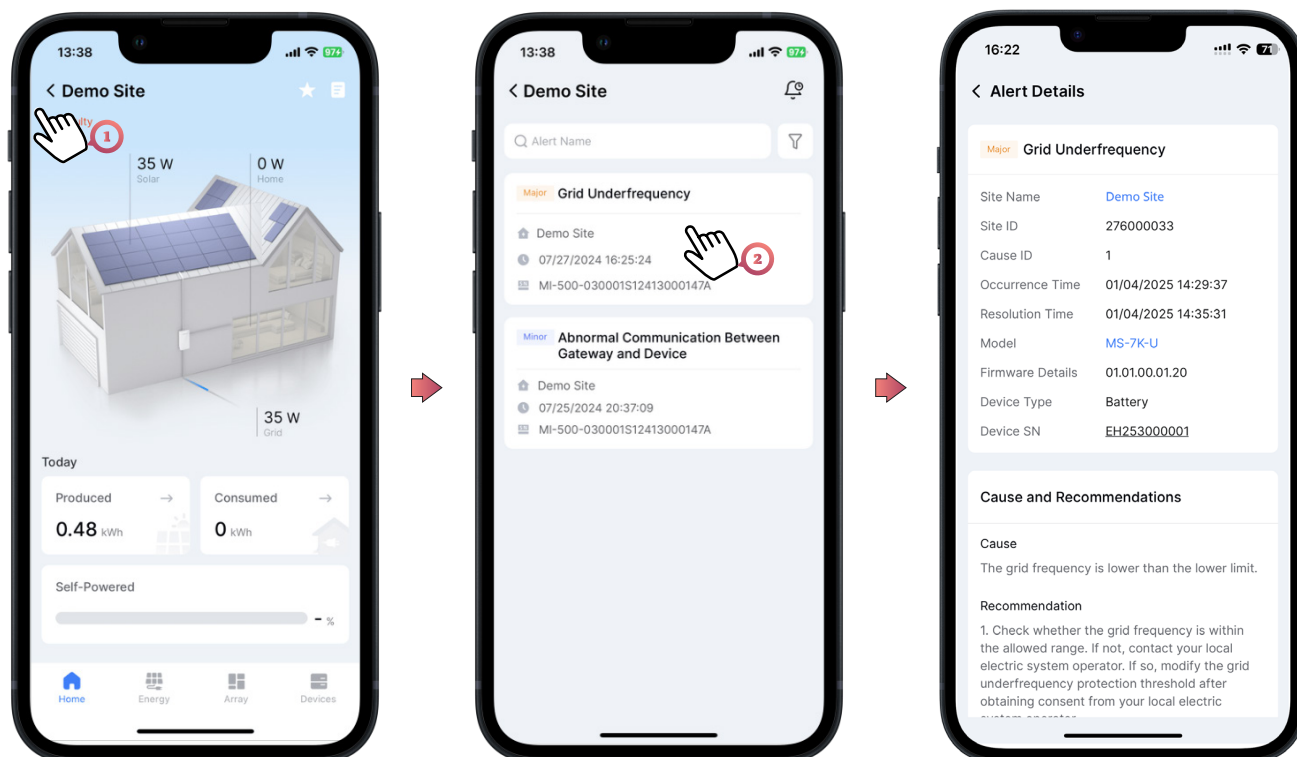 13:38
97
Demo Site
1
35 W
Solar
0 W
Home
35 W
Grid
Today
Produced
0.48 kWh
Consumed
0 kWh
Self-Powered
- %
Home
Energy
Array
Devices
13:38
97
Demo Site
Alert Name
Major Grid Underfrequency
Demo Site
07/27/2024 16:25:24
MI-500-030001S12413000147A
2
Minor Abnormal Communication Between
Gateway and Device
Demo Site
07/25/2024 20:37:09
MI-500-030001S12413000147A
16:22
71
Alert Details
Major Grid Underfrequency
Site Name Demo Site
Site ID 276000033
Cause ID 1
Occurrence Time 01/04/2025 14:29:37
Resolution Time 01/04/2025 14:35:31
Model MS-7K-U
Firmware Details 01.01.00.01.20
Device Type Battery
Device SN EH253000001
Cause and Recommendations
Cause
The grid frequency is lower than the lower limit.
Recommendation
1. Check whether the grid frequency is within
the allowed range. If not, contact your local
electric system operator. If so, modify the grid
underfrequency protection threshold after
obtaining consent from your local electric